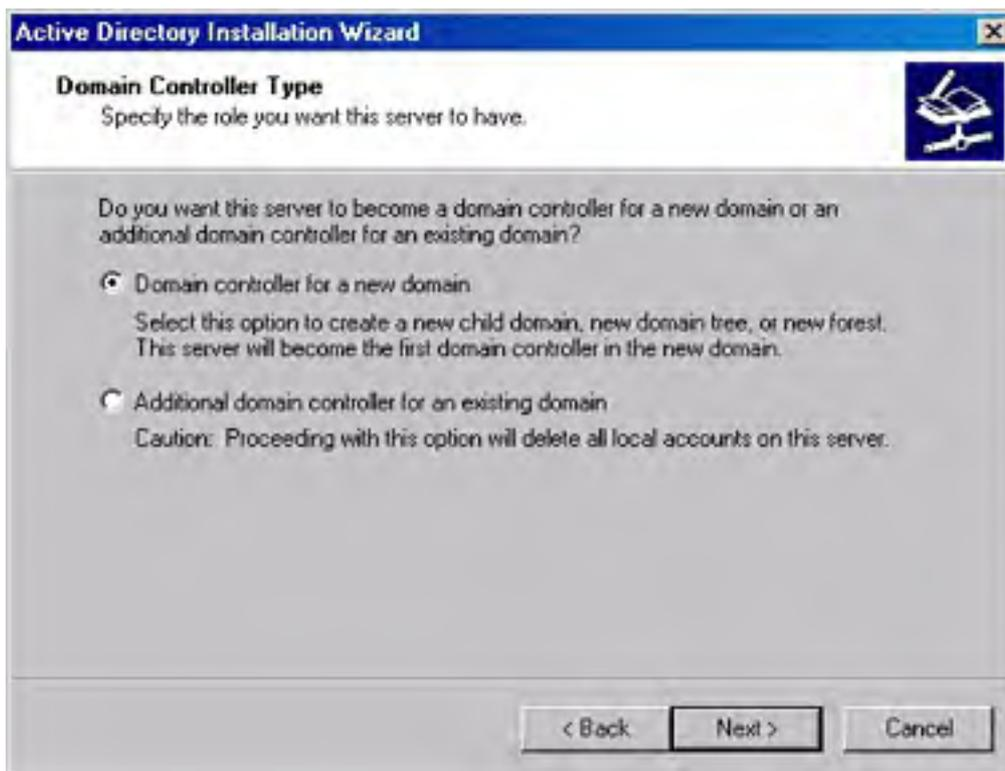 Active Directory Installation Wizard
Domain Controller Type
Specify the role you want this server to have.
Do you want this server to become a domain controller for a new domain or an
additional domain controller for an existing domain?
Domain controller for a new domain
Select this option to create a new child domain, new domain tree, or new forest.
This server will become the first domain controller in the new domain.
Additional domain controller for an existing domain
Caution: Proceeding with this option will delete all local accounts on this server.
< Back
Next >
Cancel